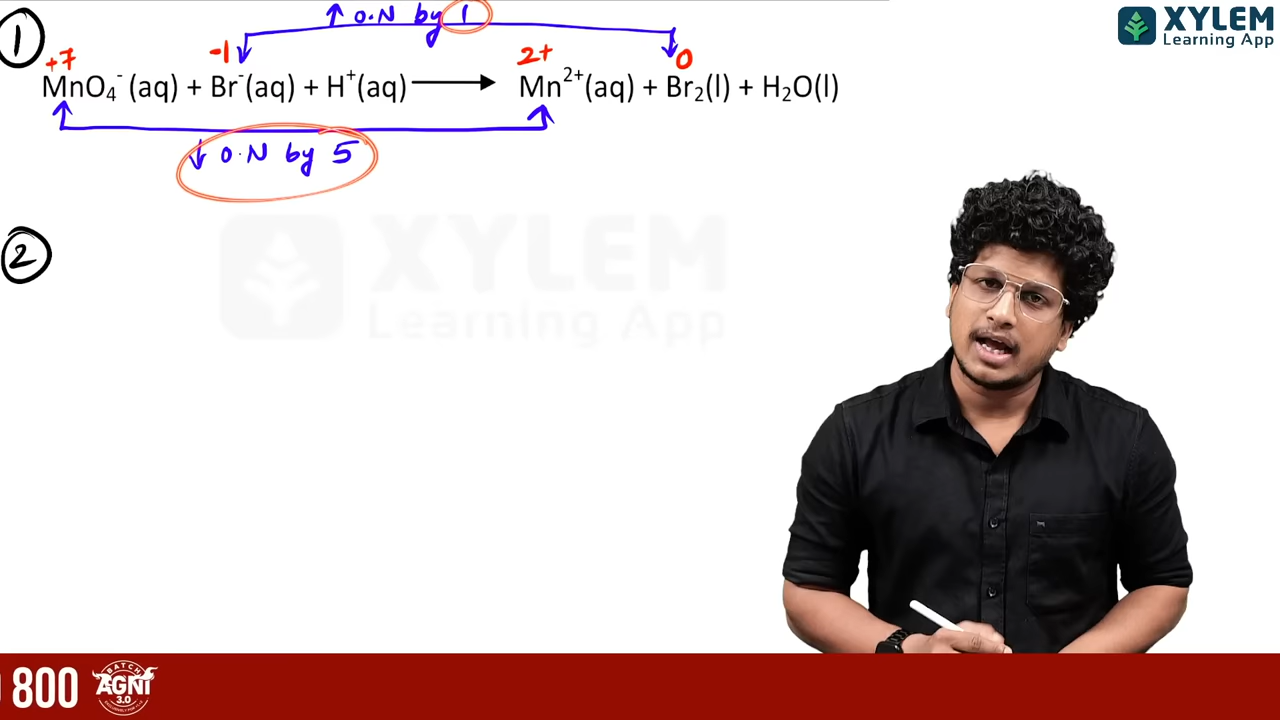 ↑ O.N by 1
XYLEM
Learning App
①
+7 -1 2+ 0
MnO₄⁻ (aq) + Br⁻(aq) + H⁺(aq) ⟶ Mn²⁺(aq) + Br₂(l) + H₂O(l)
↓ O.N by 5
②
XYLEM
Learning App
800
BATCH
AGNI
3.0